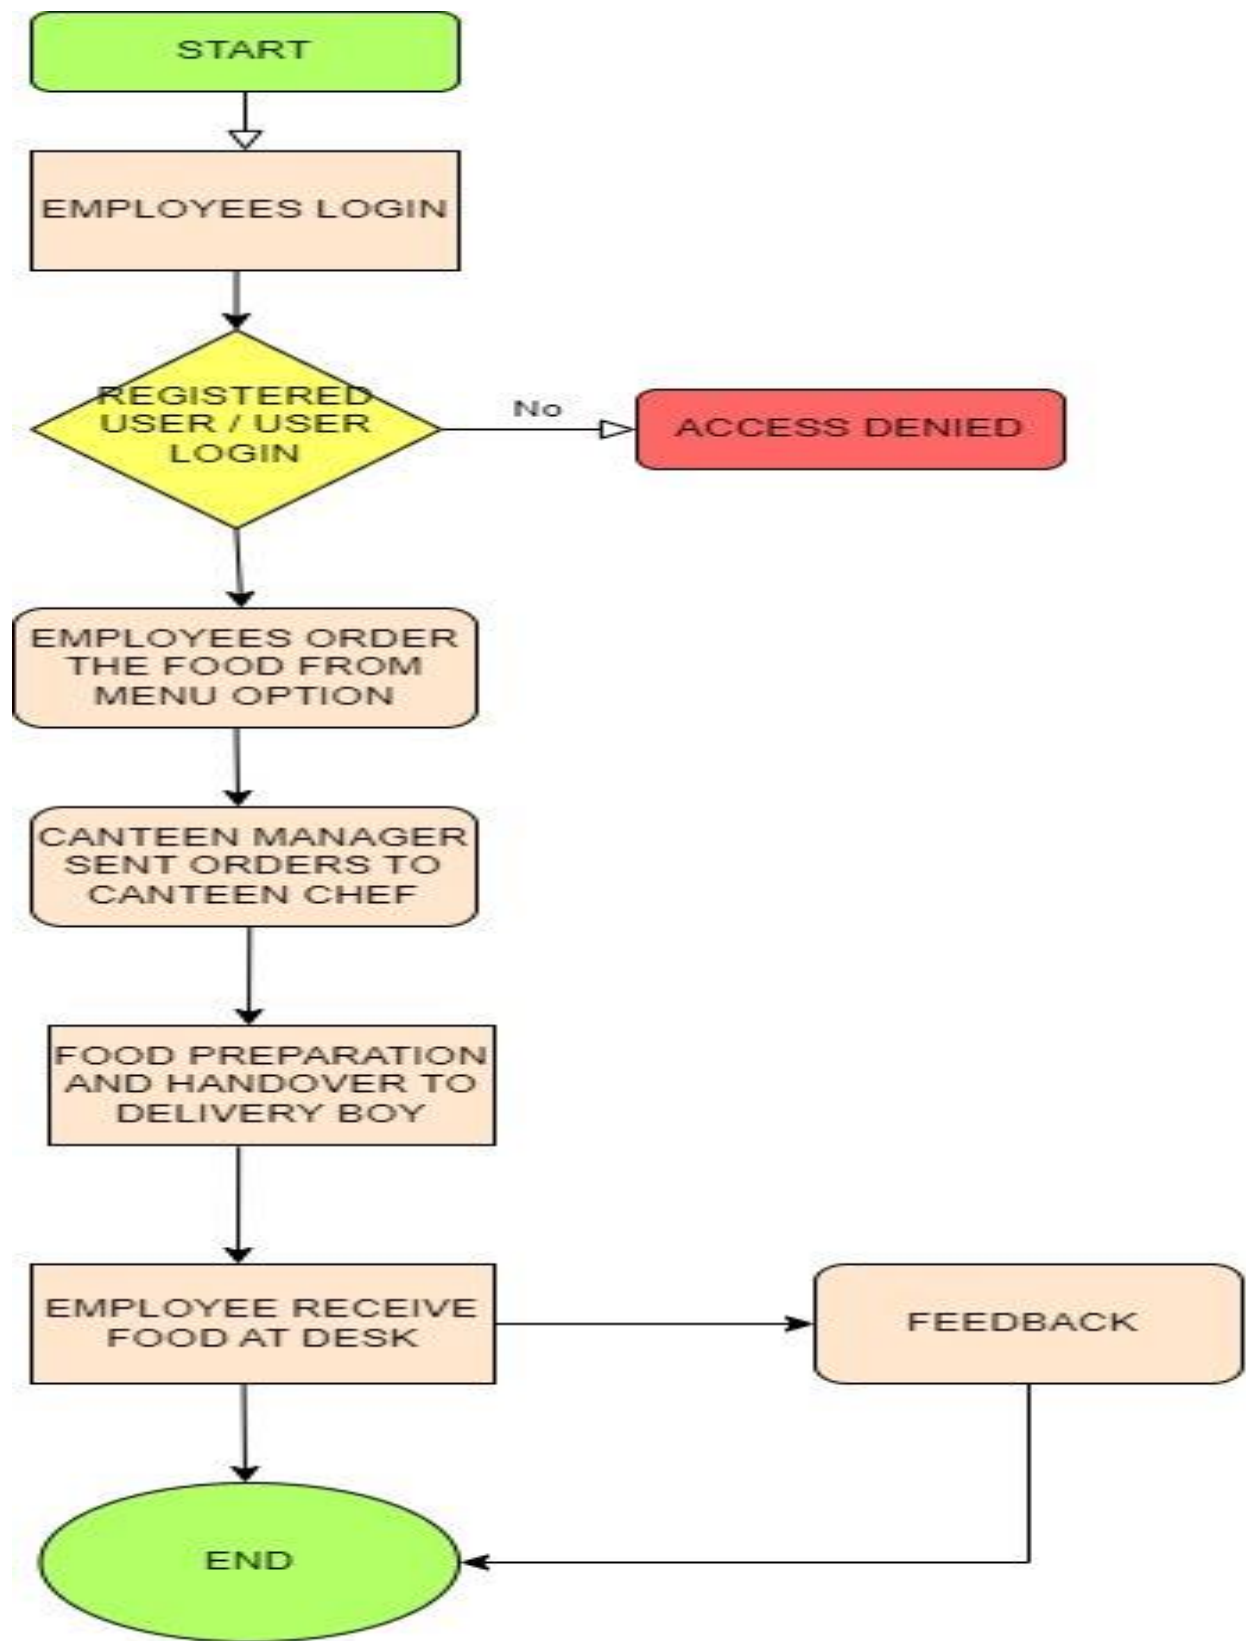 START
EMPLOYEES LOGIN
REGISTERED
USER / USER
LOGIN
No
ACCESS DENIED
EMPLOYEES ORDER
THE FOOD FROM
MENU OPTION
CANTEEN MANAGER
SENT ORDERS TO
CANTEEN CHEF
FOOD PREPARATION
AND HANDOVER TO
DELIVERY BOY
EMPLOYEE RECEIVE
FOOD AT DESK
FEEDBACK
END